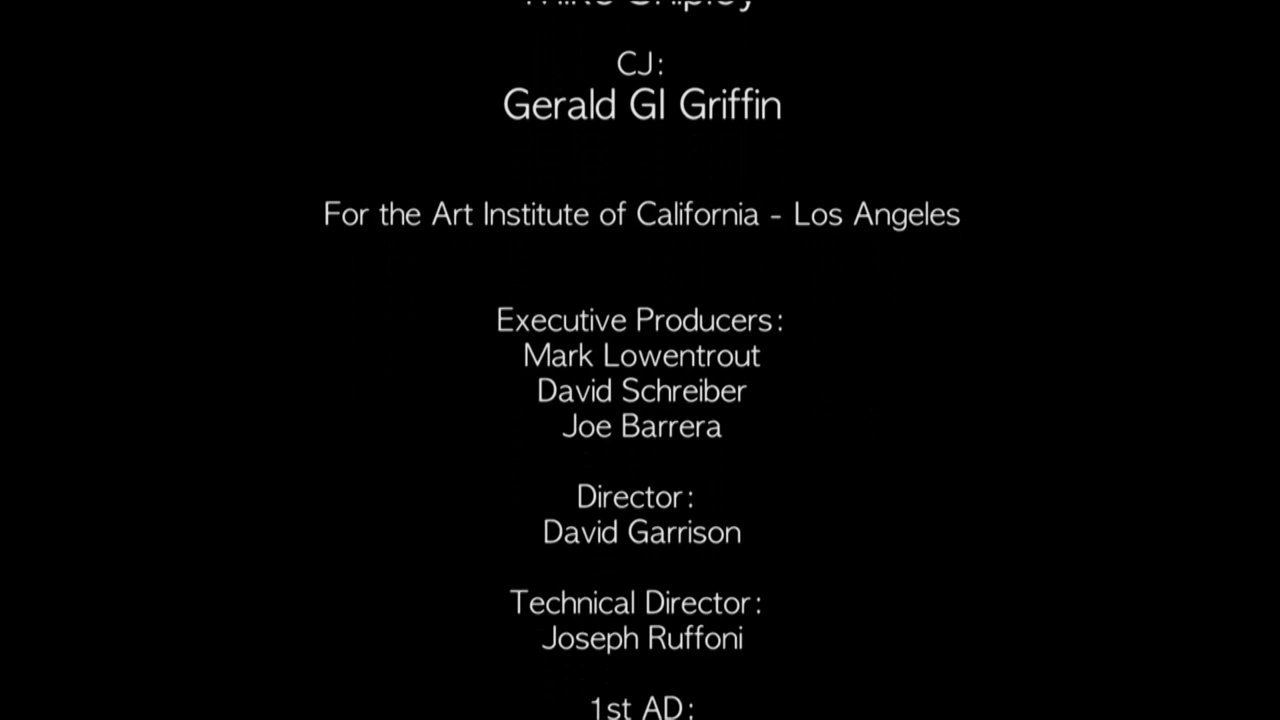 CJ:
Gerald GI Griffin
For the Art Institute of California - Los Angeles
Executive Producers:
Mark Lowentrout
David Schreiber
Joe Barrera
Director:
David Garrison
Technical Director:
Joseph Ruffoni
1st AD: